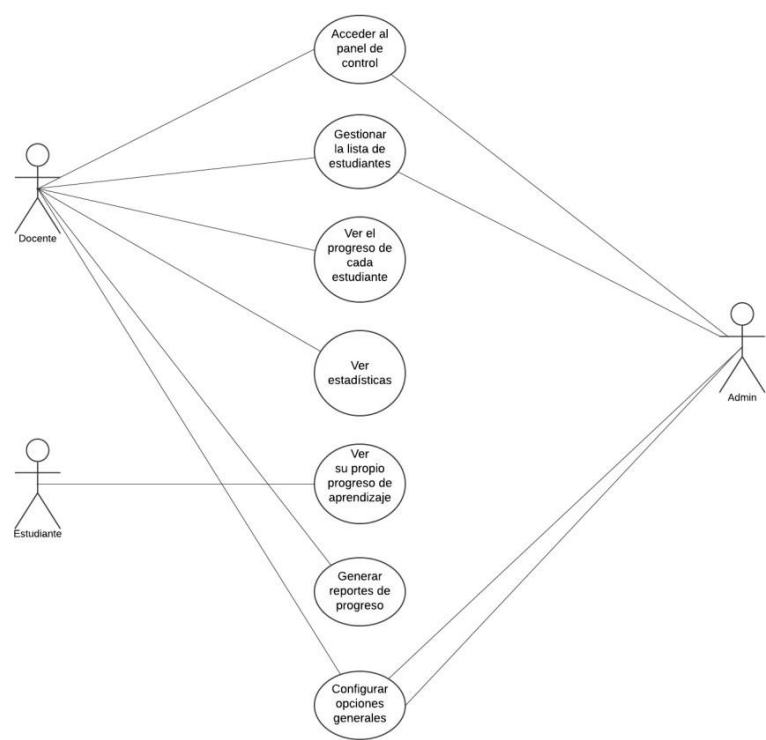 Acceder al
panel de
control
Gestionar
la lista de
estudiantes
Docente
Ver el
progreso de
cada
estudiante
Admin
Ver
estadísticas
Ver
su propio
progreso de
aprendizaje
Estudiante
Generar
reportes de
progreso
Configurar
opciones
generales